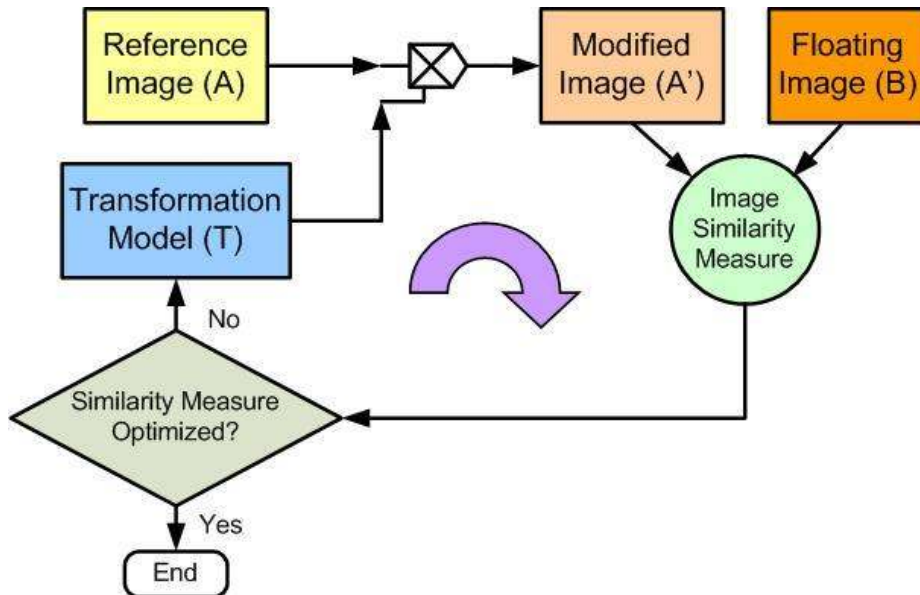 Reference
Image (A)
Modified
Image (A’)
Floating
Image (B)
Transformation
Model (T)
Image
Similarity
Measure
No
Similarity Measure
Optimized?
Yes
End